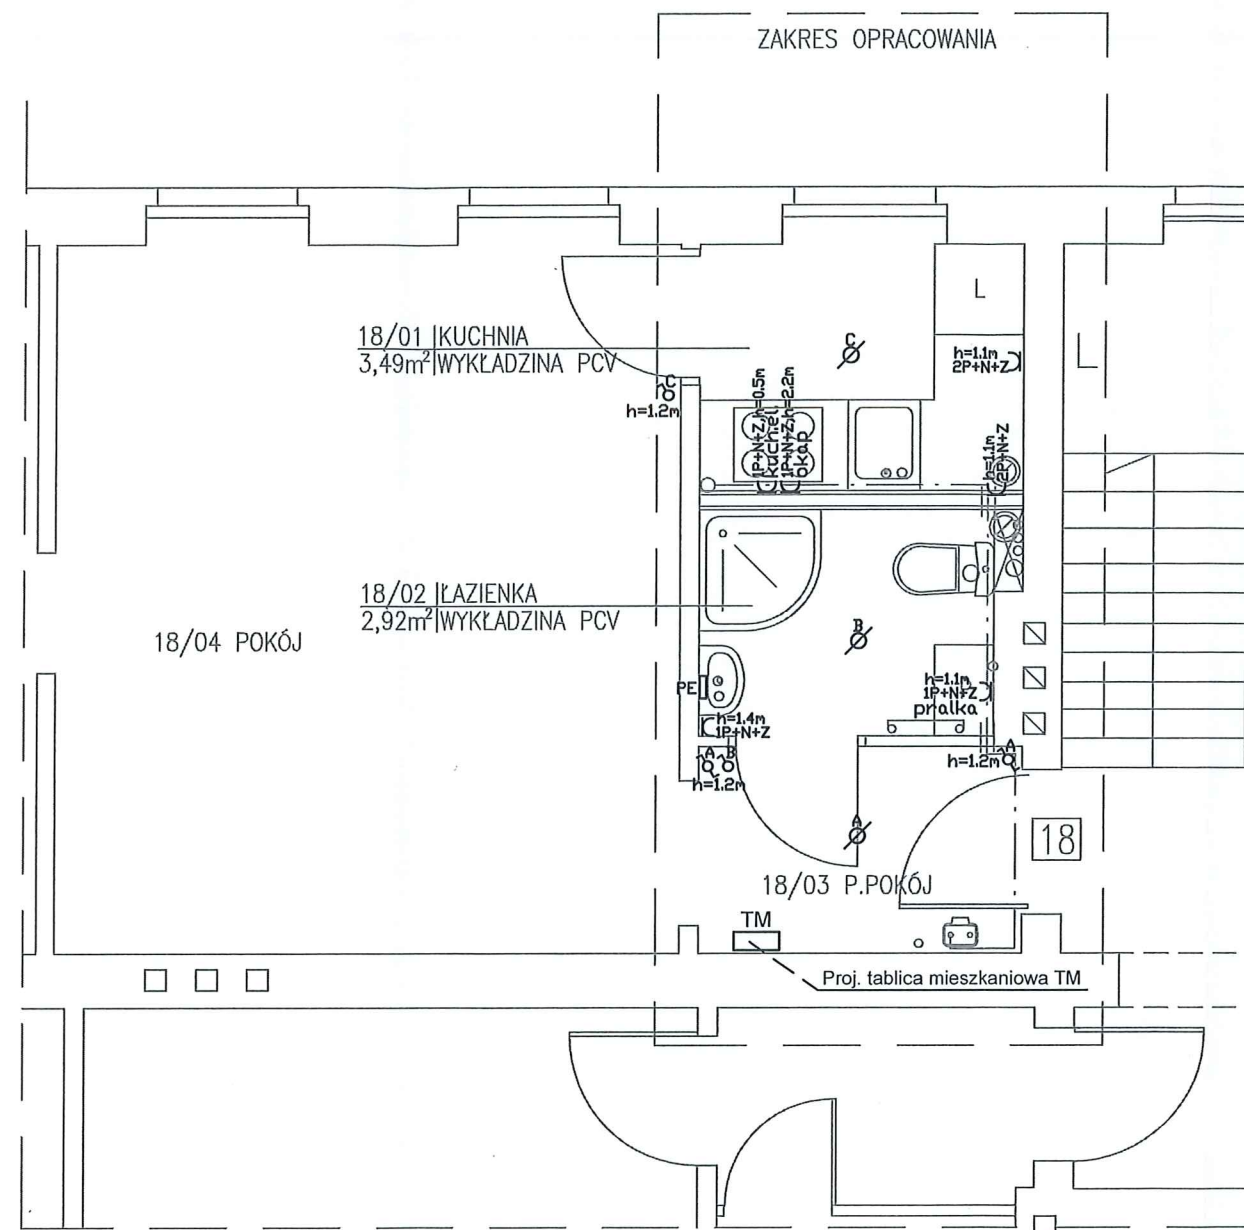 ZAKRES OPRACOWANIA
L
18/01 KUCHNIA
3,49m² WYKŁADZINA PCV
C
h=1.1m
2P+N+Z
L
C
h=1.2m
1P+N+Z,h=0.5m
kuchel.
1P+N+Z,h=2.2m
okap
h=1.1m
2P+N+Z
18/02 ŁAZIENKA
2,92m² WYKŁADZINA PCV
18/04 POKÓJ
B
PE
h=1.1m
1P+N+Z
pralka
h=1.4m
1P+N+Z
A B
h=1.2m
A
h=1.2m
A
18
18/03 P.POKÓJ
TM
Proj. tablica mieszkaniowa TM